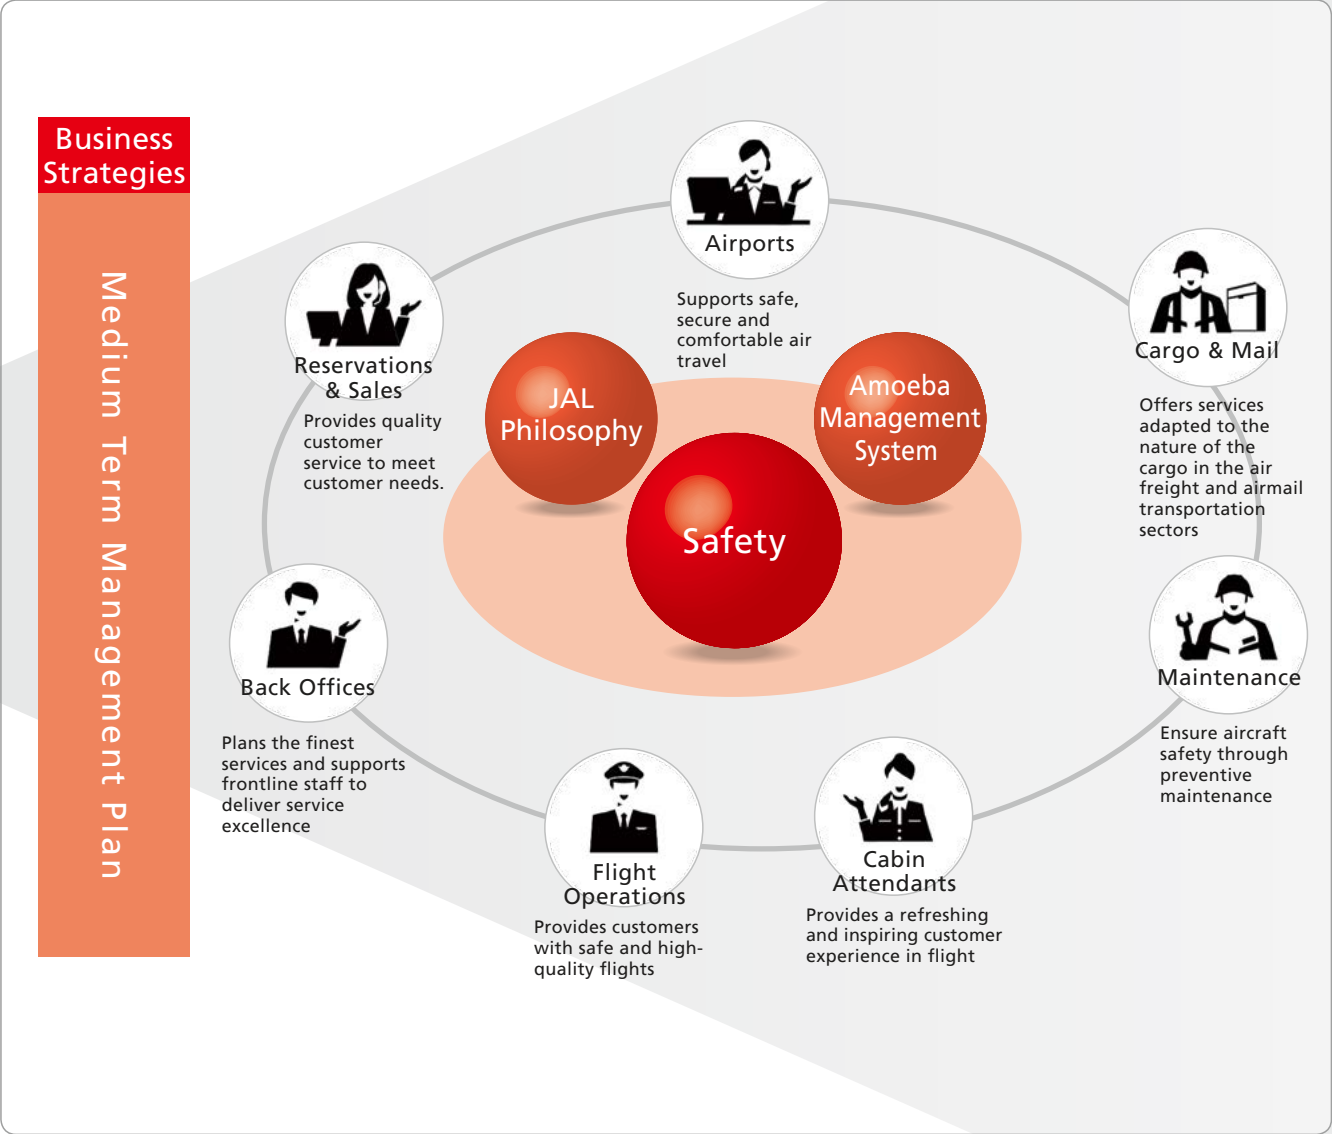 Business
Strategies
Medium Term Management Plan
Airports
Supports safe,
secure and
comfortable air
travel
Reservations
& Sales
Provides quality
customer
service to meet
customer needs.
Cargo & Mail
Offers services
adapted to the
nature of the
cargo in the air
freight and airmail
transportation
sectors
JAL
Philosophy
Amoeba
Management
System
Safety
Back Offices
Plans the finest
services and supports
frontline staff to
deliver service
excellence
Maintenance
Ensure aircraft
safety through
preventive
maintenance
Flight
Operations
Provides customers
with safe and high-
quality flights
Cabin
Attendants
Provides a refreshing
and inspiring customer
experience in flight